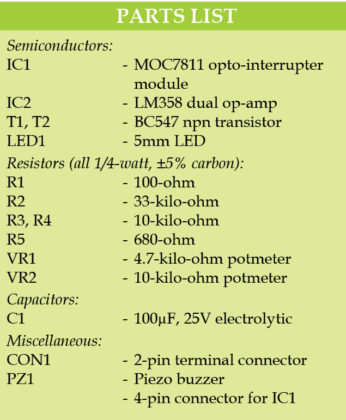 PARTS LIST
Semiconductors:
IC1 - MOC7811 opto-interrupter
module
IC2 - LM358 dual op-amp
T1, T2 - BC547 npn transistor
LED1 - 5mm LED
Resistors (all 1/4-watt, ±5% carbon):
R1 - 100-ohm
R2 - 33-kilo-ohm
R3, R4 - 10-kilo-ohm
R5 - 680-ohm
VR1 - 4.7-kilo-ohm potmeter
VR2 - 10-kilo-ohm potmeter
Capacitors:
C1 - 100µF, 25V electrolytic
Miscellaneous:
CON1 - 2-pin terminal connector
PZ1 - Piezo buzzer
- 4-pin connector for IC1